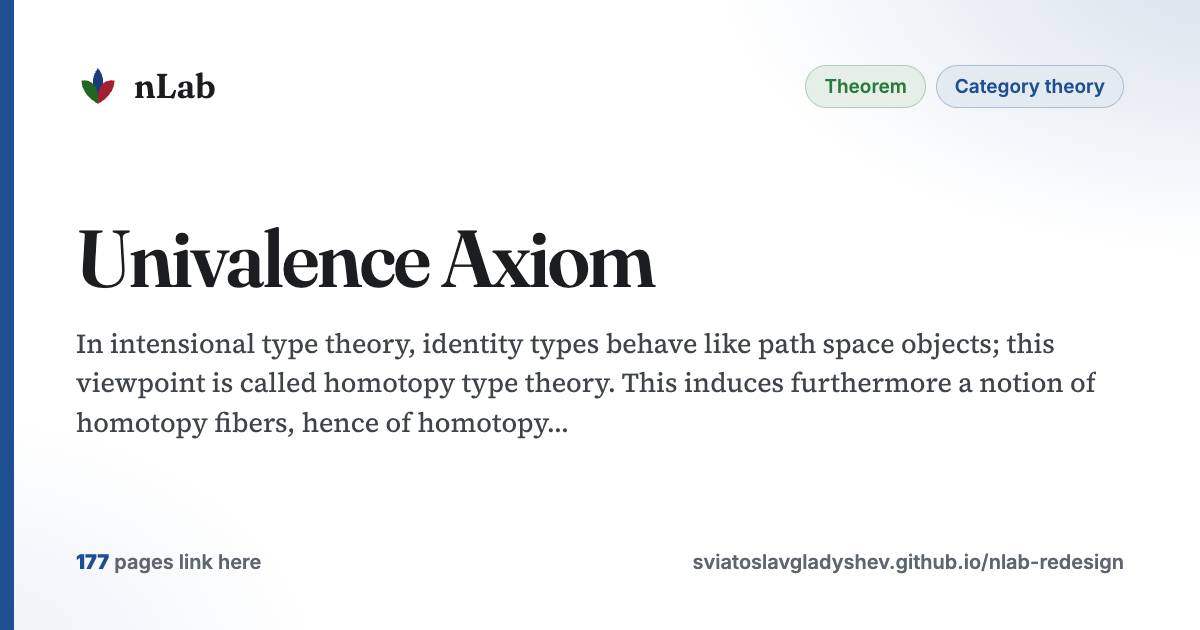 nLab
Theorem
Category theory
Univalence Axiom
In intensional type theory, identity types behave like path space objects; this
viewpoint is called homotopy type theory. This induces furthermore a notion of
homotopy fibers, hence of homotopy...
177 pages link here
sviatoslavgladyshev.github.io/nlab-redesign